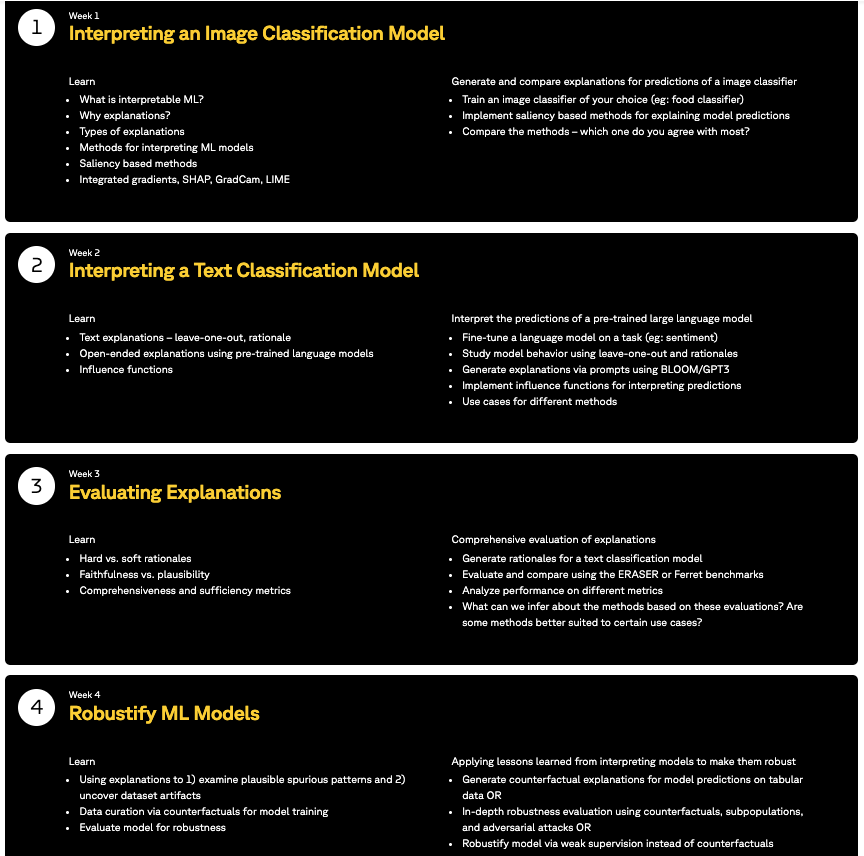 1
Week 1
Interpreting an Image Classification Model
Learn
• What is interpretable ML?
• Why explanations?
• Types of explanations
• Methods for interpreting ML models
• Saliency based methods
• Integrated gradients, SHAP, GradCam, LIME
Generate and compare explanations for predictions of a image classifier
• Train an image classifier of your choice (eg: food classifier)
• Implement saliency based methods for explaining model predictions
• Compare the methods – which one do you agree with most?
2
Week 2
Interpreting a Text Classification Model
Learn
• Text explanations – leave-one-out, rationale
• Open-ended explanations using pre-trained language models
• Influence functions
Interpret the predictions of a pre-trained large language model
• Fine-tune a language model on a task (eg: sentiment)
• Study model behavior using leave-one-out and rationales
• Generate explanations via prompts using BLOOM/GPT3
• Implement influence functions for interpreting predictions
• Use cases for different methods
3
Week 3
Evaluating Explanations
Learn
• Hard vs. soft rationales
• Faithfulness vs. plausibility
• Comprehensiveness and sufficiency metrics
Comprehensive evaluation of explanations
• Generate rationales for a text classification model
• Evaluate and compare using the ERASER or Ferret benchmarks
• Analyze performance on different metrics
• What can we infer about the methods based on these evaluations? Are
some methods better suited to certain use cases?
4
Week 4
Robustify ML Models
Learn
• Using explanations to 1) examine plausible spurious patterns and 2)
uncover dataset artifacts
• Data curation via counterfactuals for model training
• Evaluate model for robustness
Applying lessons learned from interpreting models to make them robust
• Generate counterfactual explanations for model predictions on tabular
data OR
• In-depth robustness evaluation using counterfactuals, subpopulations,
and adversarial attacks OR
• Robustify model via weak supervision instead of counterfactuals